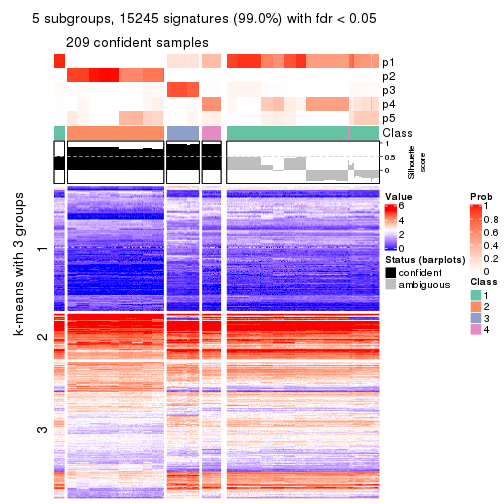 5 subgroups, 15245 signatures (99.0%) with fdr < 0.05
209 confident samples
p1
p2
p3
p4
p5
Class
1
0.5
0
Silhouette
score
k-means with 3 groups
1
2
3
Value
6
4
2
0
Status (barplots)
confident
ambiguous
Prob
1
0.8
0.6
0.4
0.2
0
Class
1
2
3
4